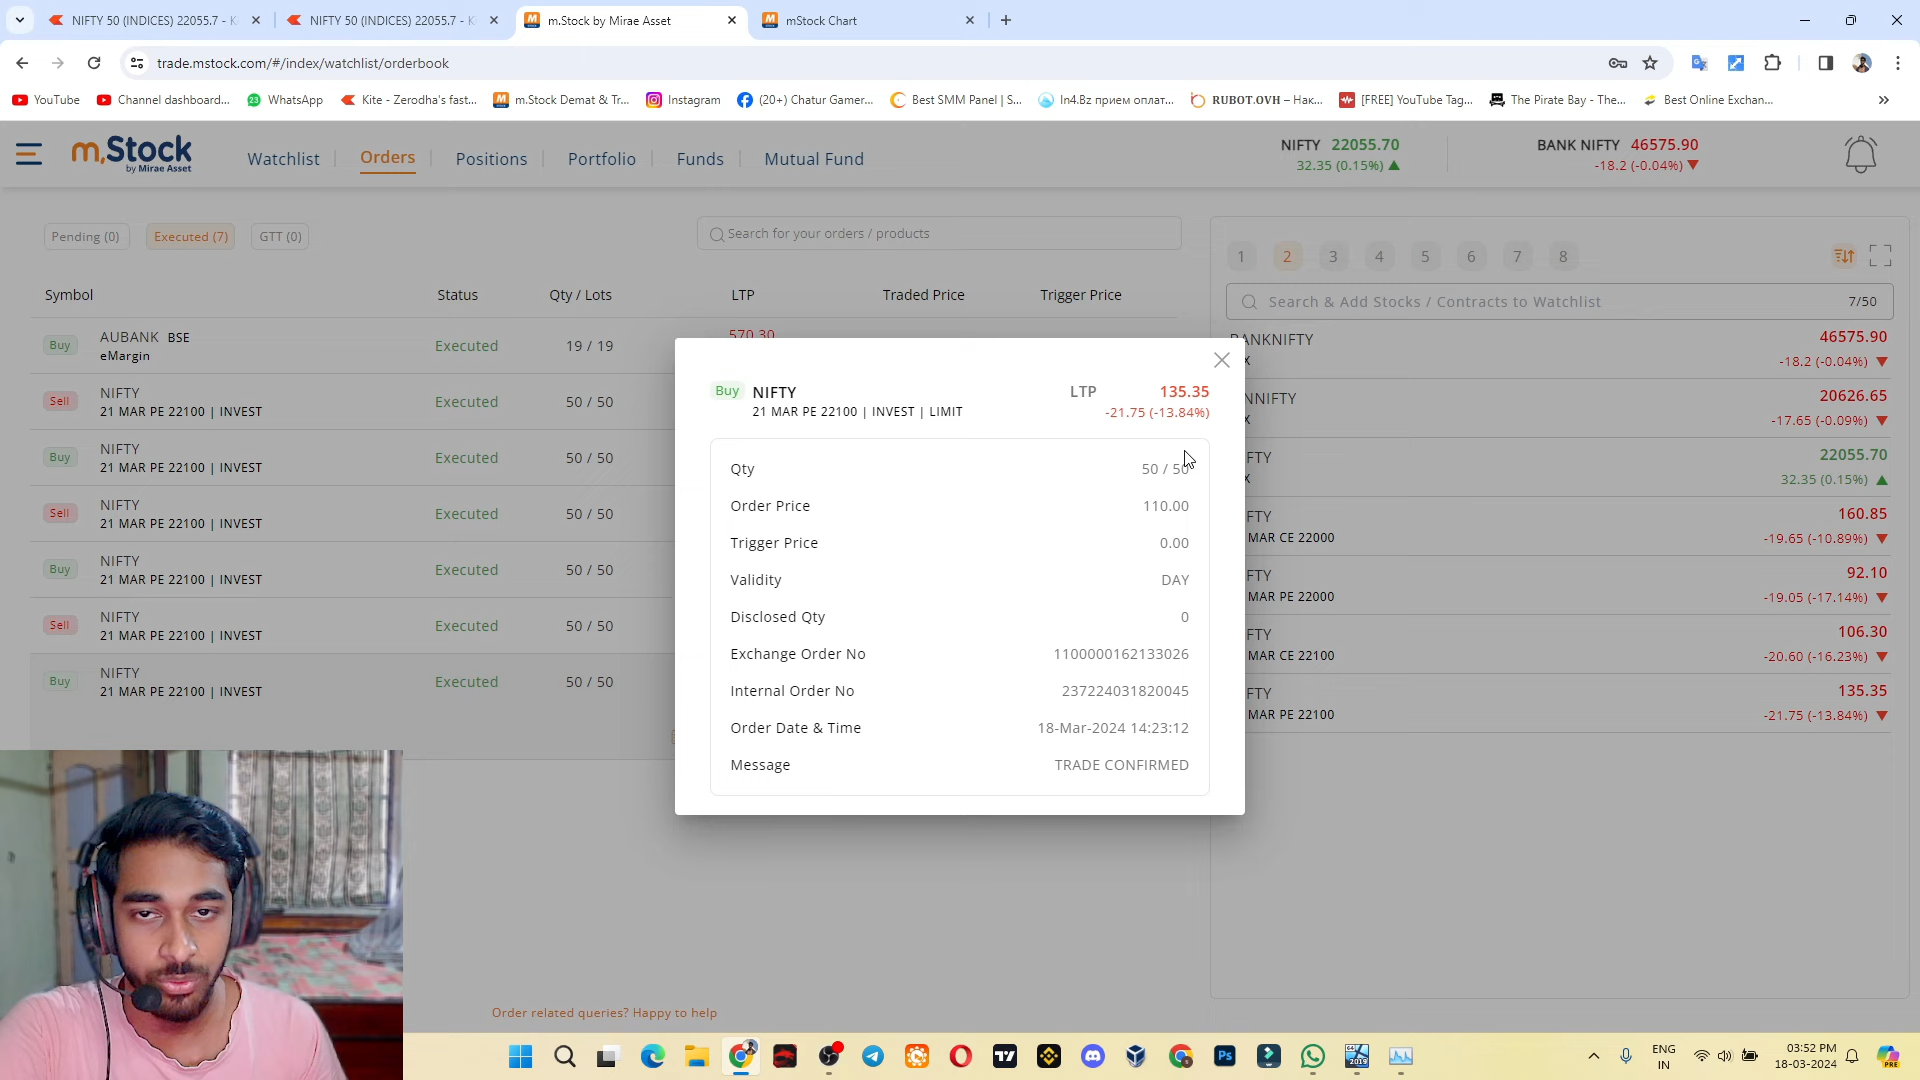 NIFTY 50 (INDICES) 22055.7 - K
NIFTY 50 (INDICES) 22055.7 - K
m.Stock by Mirae Asset
mStock Chart
trade.mstock.com/#/index/watchlist/orderbook
YouTube
Channel dashboard...
WhatsApp
Kite - Zerodha's fast...
m.Stock Demat & Tr...
Instagram
(20+) Chatur Gamer...
Best SMM Panel | S...
In4.Bz прием оплат...
RUBOT.OVH – Нак...
[FREE] YouTube Tag...
The Pirate Bay - The...
Best Online Exchan...
m.Stock
by Mirae Asset
Watchlist
Orders
Positions
Portfolio
Funds
Mutual Fund
NIFTY 22055.70
32.35 (0.15%)
BANK NIFTY 46575.90
-18.2 (-0.04%)
Pending (0)
Executed (7)
GTT (0)
Search for your orders / products
Symbol Status Qty / Lots LTP Traded Price Trigger Price
Buy AUBANK BSE Executed 19 / 19 570.30
eMargin
Sell NIFTY Executed 50 / 50
21 MAR PE 22100 | INVEST
Buy NIFTY Executed 50 / 50
21 MAR PE 22100 | INVEST
Sell NIFTY Executed 50 / 50
21 MAR PE 22100 | INVEST
Buy NIFTY Executed 50 / 50
21 MAR PE 22100 | INVEST
Sell NIFTY Executed 50 / 50
21 MAR PE 22100 | INVEST
Buy NIFTY Executed 50 / 50
21 MAR PE 22100 | INVEST
Buy NIFTY LTP 135.35
21 MAR PE 22100 | INVEST | LIMIT -21.75 (-13.84%)
Qty 50 / 50
Order Price 110.00
Trigger Price 0.00
Validity DAY
Disclosed Qty 0
Exchange Order No 1100000162133026
Internal Order No 237224031820045
Order Date & Time 18-Mar-2024 14:23:12
Message TRADE CONFIRMED
1 2 3 4 5 6 7 8
Search & Add Stocks / Contracts to Watchlist 7/50
BANKNIFTY 46575.90
X -18.2 (-0.04%)
NNIFTY 20626.65
X -17.65 (-0.09%)
FTY 22055.70
X 32.35 (0.15%)
FTY 160.85
MAR CE 22000 -19.65 (-10.89%)
FTY 92.10
MAR PE 22000 -19.05 (-17.14%)
FTY 106.30
MAR CE 22100 -20.60 (-16.23%)
FTY 135.35
MAR PE 22100 -21.75 (-13.84%)
Order related queries? Happy to help
ENG
IN
03:52 PM
18-03-2024